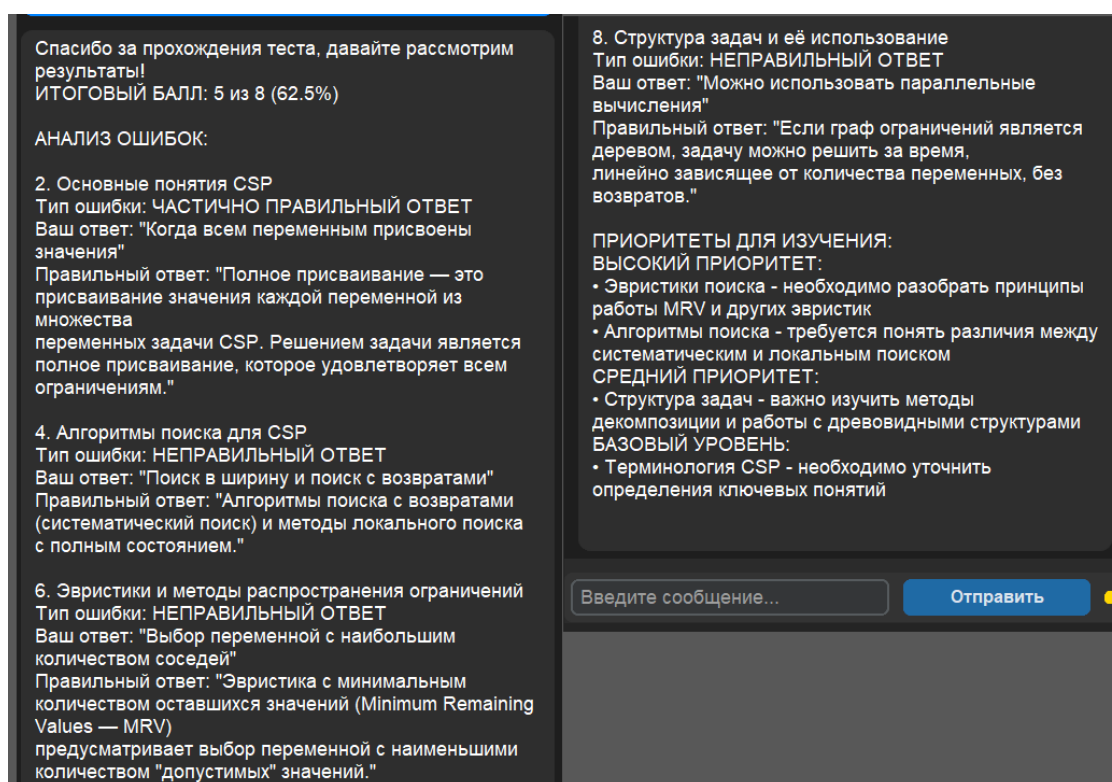 Спасибо за прохождения теста, давайте рассмотрим
результаты!
ИТОГОВЫЙ БАЛЛ: 5 из 8 (62.5%)
АНАЛИЗ ОШИБОК:
2. Основные понятия CSP
Тип ошибки: ЧАСТИЧНО ПРАВИЛЬНЫЙ ОТВЕТ
Ваш ответ: "Когда всем переменным присвоены
значения"
Правильный ответ: "Полное присваивание — это
присваивание значения каждой переменной из
множества
переменных задачи CSP. Решением задачи является
полное присваивание, которое удовлетворяет всем
ограничениям."
4. Алгоритмы поиска для CSP
Тип ошибки: НЕПРАВИЛЬНЫЙ ОТВЕТ
Ваш ответ: "Поиск в ширину и поиск с возвратами"
Правильный ответ: "Алгоритмы поиска с возвратами
(систематический поиск) и методы локального поиска
с полным состоянием."
6. Эвристики и методы распространения ограничений
Тип ошибки: НЕПРАВИЛЬНЫЙ ОТВЕТ
Ваш ответ: "Выбор переменной с наибольшим
количеством соседей"
Правильный ответ: "Эвристика с минимальным
количеством оставшихся значений (Minimum Remaining
Values — MRV)
предусматривает выбор переменной с наименьшими
количеством "допустимых" значений."
8. Структура задач и её использование
Тип ошибки: НЕПРАВИЛЬНЫЙ ОТВЕТ
Ваш ответ: "Можно использовать параллельные
вычисления"
Правильный ответ: "Если граф ограничений является
деревом, задачу можно решить за время,
линейно зависящее от количества переменных, без
возвратов."
ПРИОРИТЕТЫ ДЛЯ ИЗУЧЕНИЯ:
ВЫСОКИЙ ПРИОРИТЕТ:
• Эвристики поиска - необходимо разобрать принципы
работы MRV и других эвристик
• Алгоритмы поиска - требуется понять различия между
систематическим и локальным поиском
СРЕДНИЙ ПРИОРИТЕТ:
• Структура задач - важно изучить методы
декомпозиции и работы с древовидными структурами
БАЗОВЫЙ УРОВЕНЬ:
• Терминология CSP - необходимо уточнить
определения ключевых понятий
Введите сообщение...
Отправить